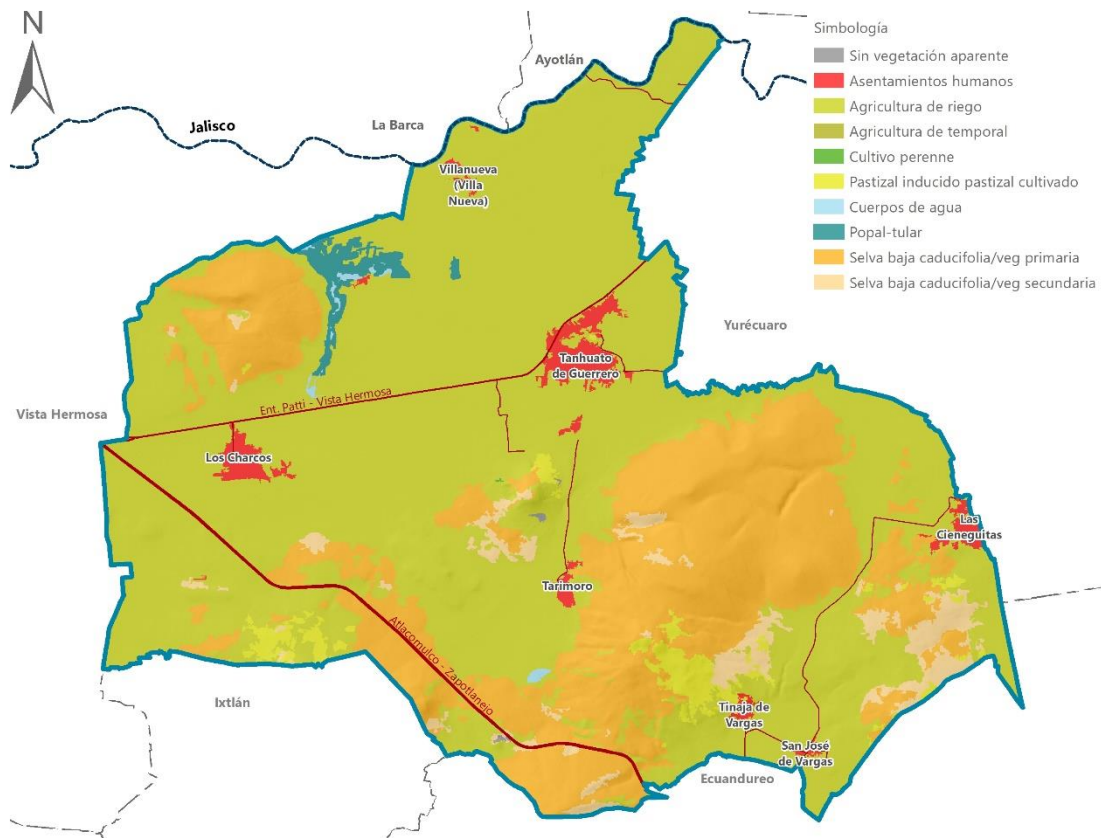 N
Ayotlán
Jalisco
La Barca
Villanueva
(Villa
Nueva)
Simbología
Sin vegetación aparente
Asentamientos humanos
Agricultura de riego
Agricultura de temporal
Cultivo perenne
Pastizal inducido pastizal cultivado
Cuerpos de agua
Popal-tular
Selva baja caducifolia/veg primaria
Selva baja caducifolia/veg secundaria
Yurécuaro
Tanhuato
de Guerrero
Ent. Patti - Vista Hermosa
Vista Hermosa
Los Charcos
Las
Cieneguitas
Tarimoro
Atlacomulco - Zapotlanejo
Ixtlán
Tinaja de
Vargas
San José
de Vargas
Ecuandureo